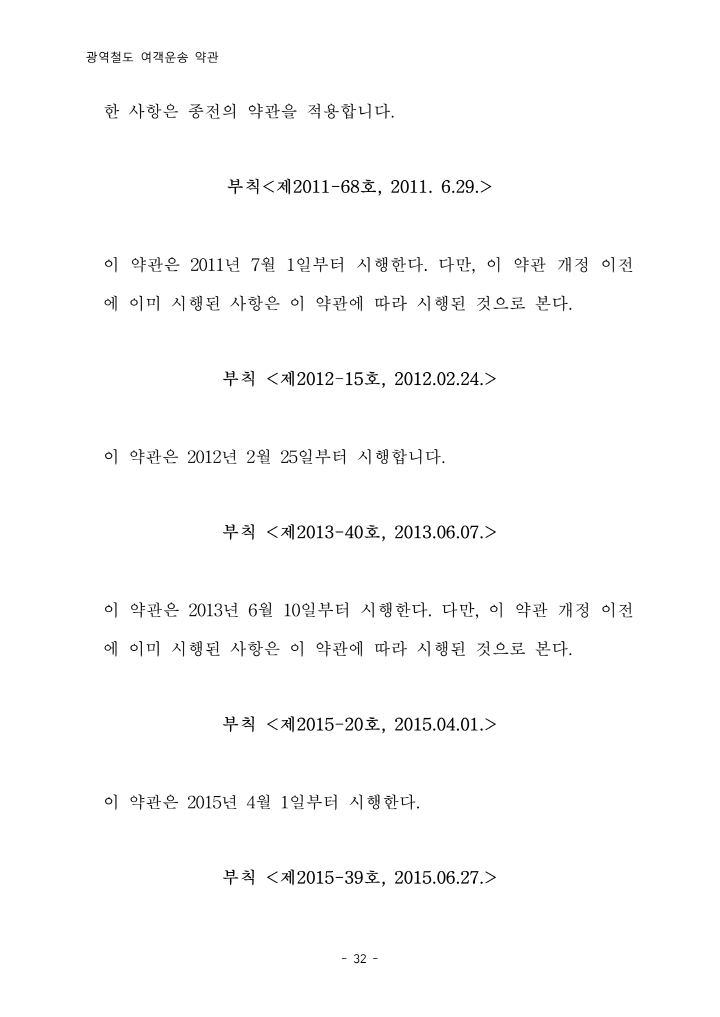 광역철도 여객운송 약관
한 사항은 종전의 약관을 적용합니다.
부칙<제2011-68호, 2011. 6.29.>
이 약관은 2011년 7월 1일부터 시행한다. 다만, 이 약관 개정 이전
에 이미 시행된 사항은 이 약관에 따라 시행된 것으로 본다.
부칙 <제2012-15호, 2012.02.24.>
이 약관은 2012년 2월 25일부터 시행합니다.
부칙 <제2013-40호, 2013.06.07.>
이 약관은 2013년 6월 10일부터 시행한다. 다만, 이 약관 개정 이전
에 이미 시행된 사항은 이 약관에 따라 시행된 것으로 본다.
부칙 <제2015-20호, 2015.04.01.>
이 약관은 2015년 4월 1일부터 시행한다.
부칙 <제2015-39호, 2015.06.27.>
- 32 -